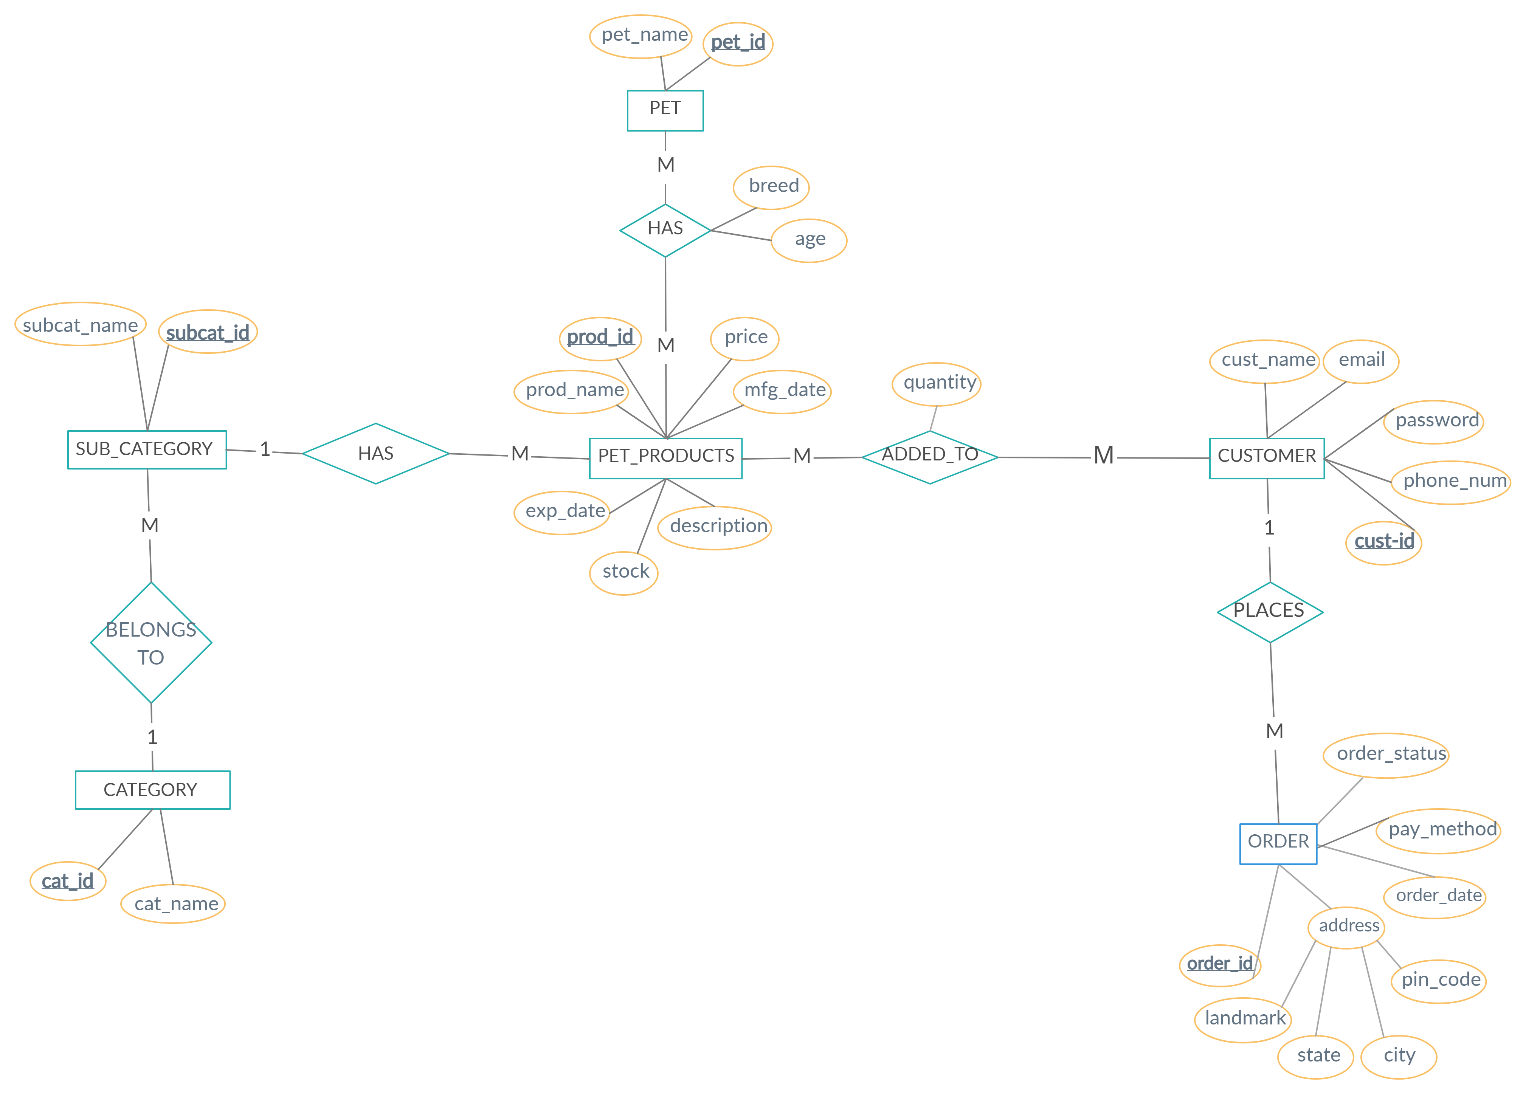 pet_name
pet_id
PET
M
breed
HAS
age
subcat_name
subcat_id
prod_id
M
price
prod_name
mfg_date
quantity
cust_name
email
password
SUB_CATEGORY
1
HAS
M
PET_PRODUCTS
M
ADDED_TO
M
CUSTOMER
phone_num
exp_date
description
stock
cust-id
M
1
BELONGS
TO
PLACES
1
M
CATEGORY
order_status
ORDER
pay_method
cat_id
cat_name
order_date
address
order_id
pin_code
landmark
state
city